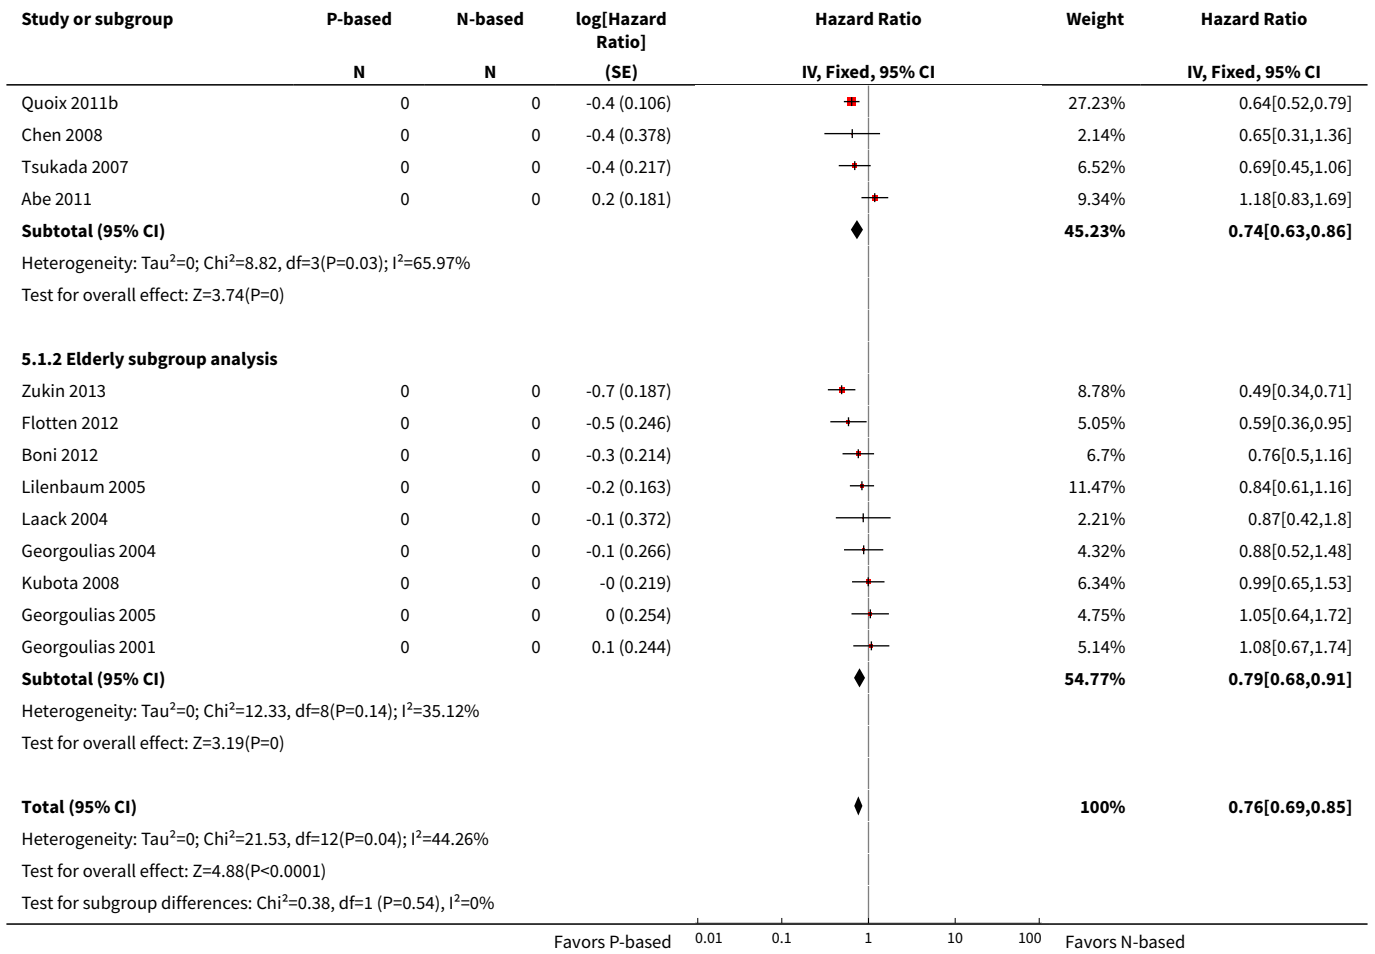 Study or subgroup P-based N-based log[Hazard Ratio] Hazard Ratio Weight Hazard Ratio
N N (SE) IV, Fixed, 95% CI IV, Fixed, 95% CI
Quoix 2011b 0 0 -0.4 (0.106) 27.23% 0.64[0.52,0.79]
Chen 2008 0 0 -0.4 (0.378) 2.14% 0.65[0.31,1.36]
Tsukada 2007 0 0 -0.4 (0.217) 6.52% 0.69[0.45,1.06]
Abe 2011 0 0 0.2 (0.181) 9.34% 1.18[0.83,1.69]
Subtotal (95% CI) 45.23% 0.74[0.63,0.86]
Heterogeneity: Tau²=0; Chi²=8.82, df=3(P=0.03); I²=65.97%
Test for overall effect: Z=3.74(P=0)
5.1.2 Elderly subgroup analysis
Zukin 2013 0 0 -0.7 (0.187) 8.78% 0.49[0.34,0.71]
Flotten 2012 0 0 -0.5 (0.246) 5.05% 0.59[0.36,0.95]
Boni 2012 0 0 -0.3 (0.214) 6.7% 0.76[0.5,1.16]
Lilenbaum 2005 0 0 -0.2 (0.163) 11.47% 0.84[0.61,1.16]
Laack 2004 0 0 -0.1 (0.372) 2.21% 0.87[0.42,1.8]
Georgoulias 2004 0 0 -0.1 (0.266) 4.32% 0.88[0.52,1.48]
Kubota 2008 0 0 -0 (0.219) 6.34% 0.99[0.65,1.53]
Georgoulias 2005 0 0 0 (0.254) 4.75% 1.05[0.64,1.72]
Georgoulias 2001 0 0 0.1 (0.244) 5.14% 1.08[0.67,1.74]
Subtotal (95% CI) 54.77% 0.79[0.68,0.91]
Heterogeneity: Tau²=0; Chi²=12.33, df=8(P=0.14); I²=35.12%
Test for overall effect: Z=3.19(P=0)
Total (95% CI) 100% 0.76[0.69,0.85]
Heterogeneity: Tau²=0; Chi²=21.53, df=12(P=0.04); I²=44.26%
Test for overall effect: Z=4.88(P<0.0001)
Test for subgroup differences: Chi²=0.38, df=1 (P=0.54), I²=0%
Favors P-based 0.01 0.1 1 10 100 Favors N-based